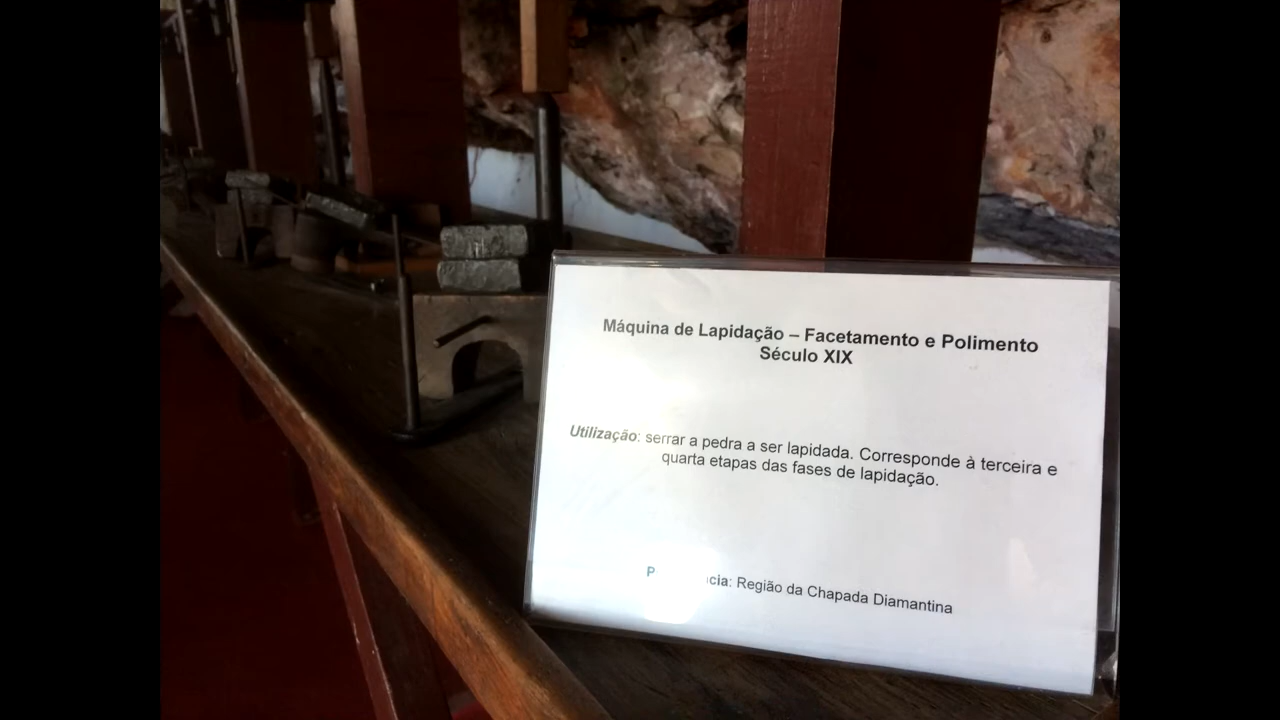 Máquina de Lapidação – Facetamento e Polimento
Século XIX
Utilização: serrar a pedra a ser lapidada. Corresponde à terceira e
quarta etapas das fases de lapidação.
Região da Chapada Diamantina